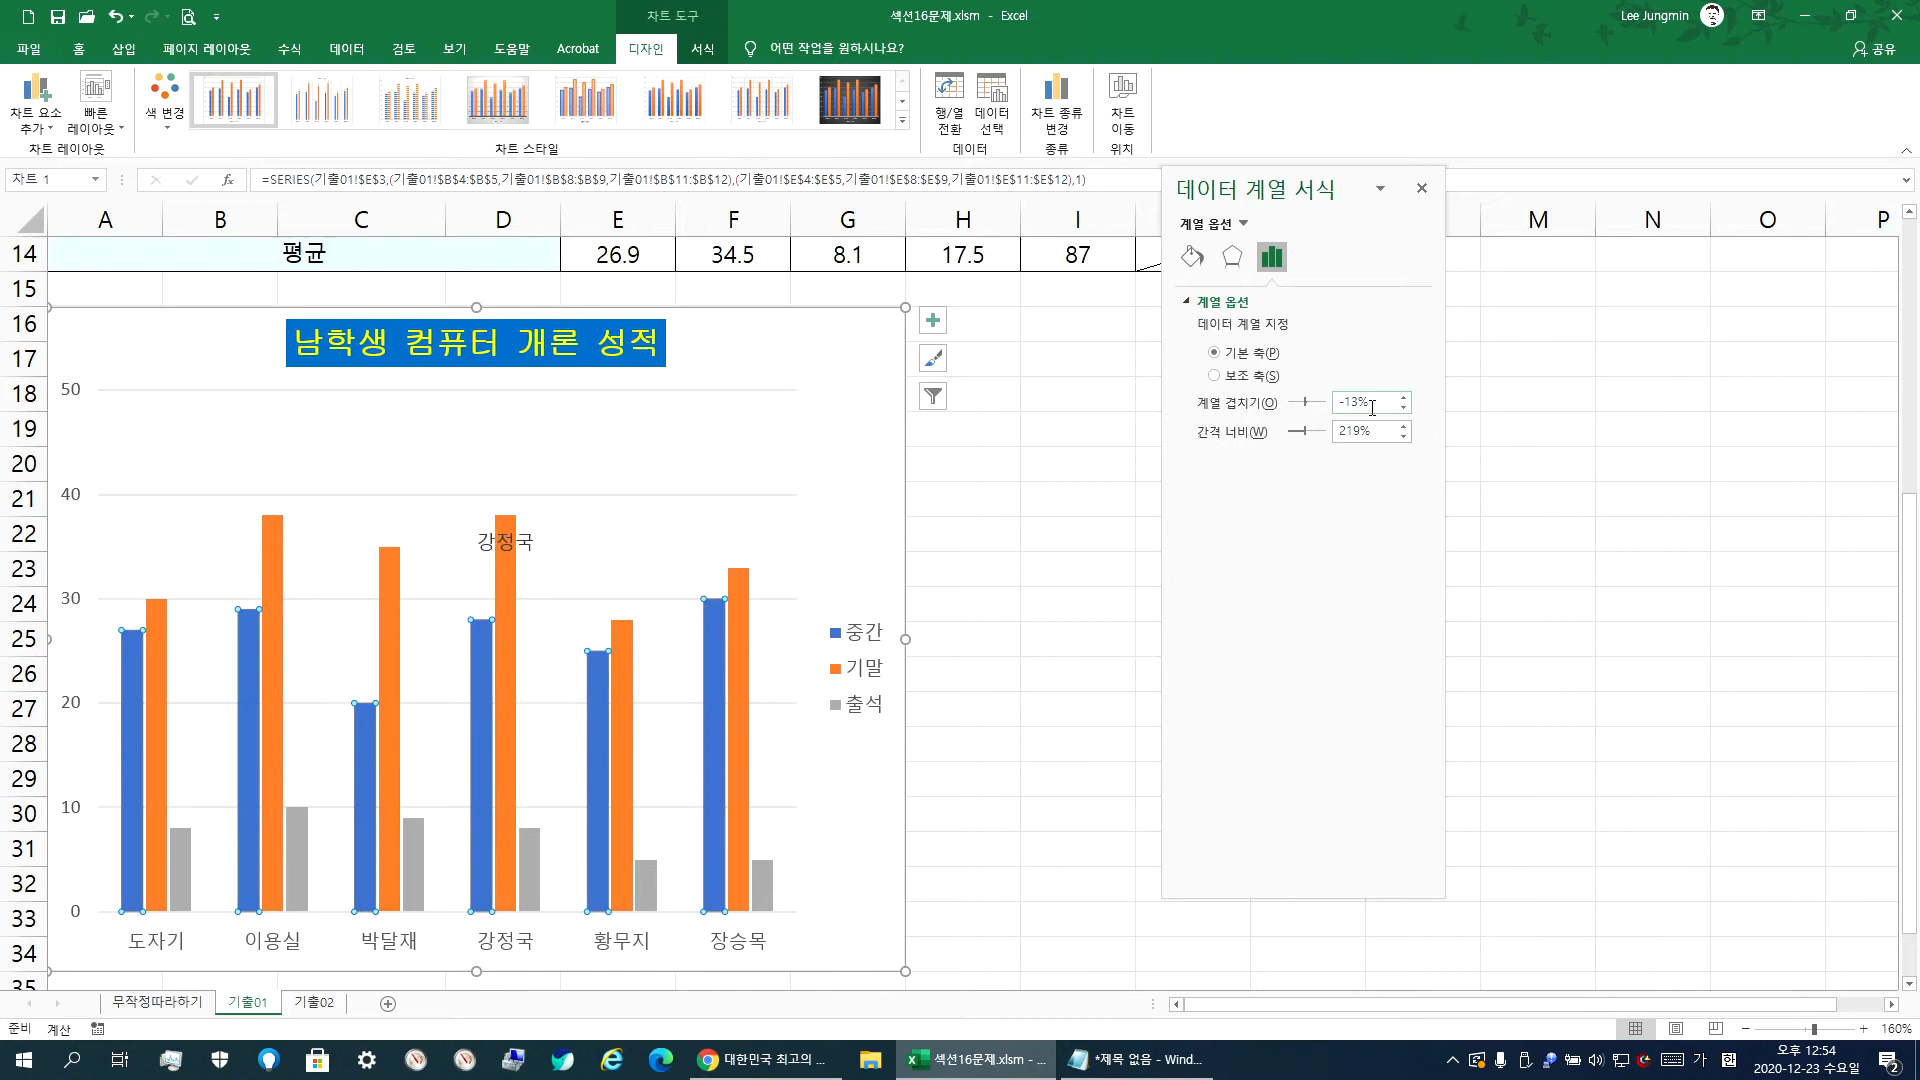 차트 도구
섹션16문제.xlsm - Excel
Lee Jungmin
파일 홈 삽입 페이지 레이아웃 수식 데이터 검토 보기 도움말 Acrobat 디자인 서식 어떤 작업을 원하시나요? 공유
차트 요소 추가
빠른 레이아웃
색 변경
행/열 전환
데이터 선택
차트 종류 변경
차트 이동
차트 레이아웃 차트 스타일 데이터 종류 위치
차트 1
fx
=SERIES(기출01!$E$3,(기출01!$B$4:$B$5,기출01!$B$8:$B$9,기출01!$B$11:$B$12),(기출01!$E$4:$E$5,기출01!$E$8:$E$9,기출01!$E$11:$E$12),1)
A B C D E F G H I M N O P
14 평균 26.9 34.5 8.1 17.5 87
15
16
17
18
19
20
21
22
23
24
25
26
27
28
29
30
31
32
33
34
35
남학생 컴퓨터 개론 성적
50
40
30
20
10
0
강정국
중간
기말
출석
도자기 이용실 박달재 강정국 황무지 장승목
데이터 계열 서식
계열 옵션
계열 옵션
데이터 계열 지정
기본 축(P)
보조 축(S)
계열 겹치기(O) -13%
간격 너비(W) 219%
무작정따라하기 기출01 기출02
준비 계산 160%
대한민국 최고의 ...
섹션16문제.xlsm - ...
*제목 없음 - Wind...
가 한
오후 12:54
2020-12-23 수요일
2